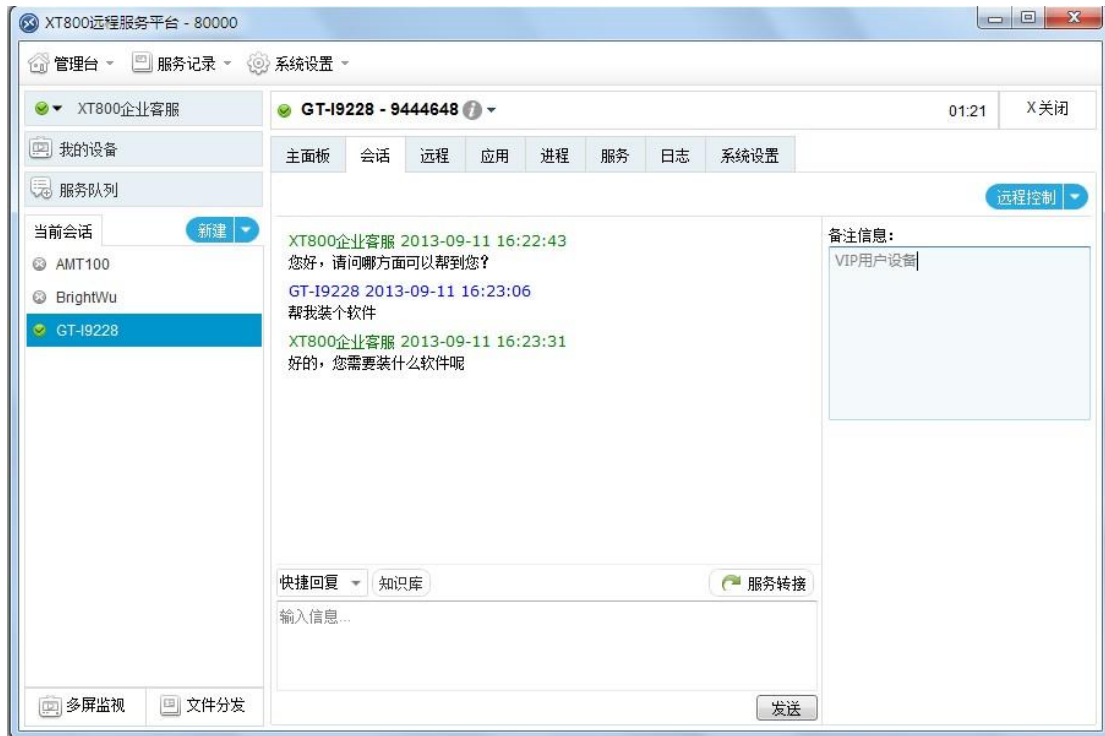 XT800远程服务平台 - 80000
管理台 服务记录 系统设置
XT800企业客服
GT-I9228 - 9444648
01:21
X关闭
我的设备
主面板 会话 远程 应用 进程 服务 日志 系统设置
服务队列
远程控制
当前会话 新建
AMT100
BrightWu
GT-I9228
XT800企业客服 2013-09-11 16:22:43
您好,请问哪方面可以帮到您?
GT-I9228 2013-09-11 16:23:06
帮我装个软件
XT800企业客服 2013-09-11 16:23:31
好的,您需要装什么软件呢
备注信息:
VIP用户设备
快捷回复 知识库 服务转接
输入信息...
多屏监视 文件分发
发送